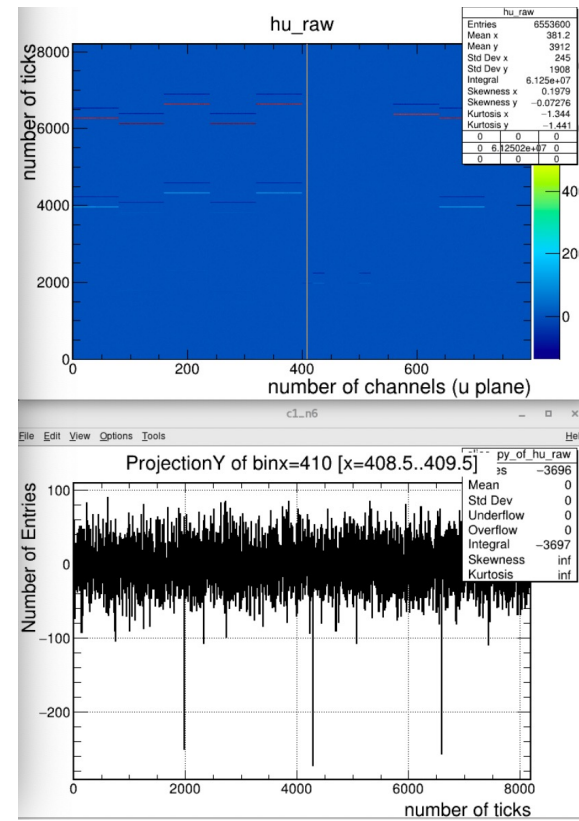 hu_raw
hu_raw
Entries 6553600
Mean x 381.2
Mean y 3912
Std Dev x 245
Std Dev y 1908
Integral 6.125e+07
Skewness x 0.1979
Skewness y −0.07276
Kurtosis x −1.344
Kurtosis y −1.441
0 0 0
0 6.12502e+07 0
0 0 0
number of ticks
8000
6000
4000
2000
0
40
20
0
0 200 400 600
number of channels (u plane)
c1_n6
File Edit View Options Tools
ProjectionY of binx=410 [x=408.5..409.5]
py_of_hu_raw
es −3696
Mean 0
Std Dev 0
Underflow 0
Overflow 0
Integral −3697
Skewness inf
Kurtosis inf
Number of Entries
100
0
−100
−200
0 2000 4000 6000 8000
number of ticks